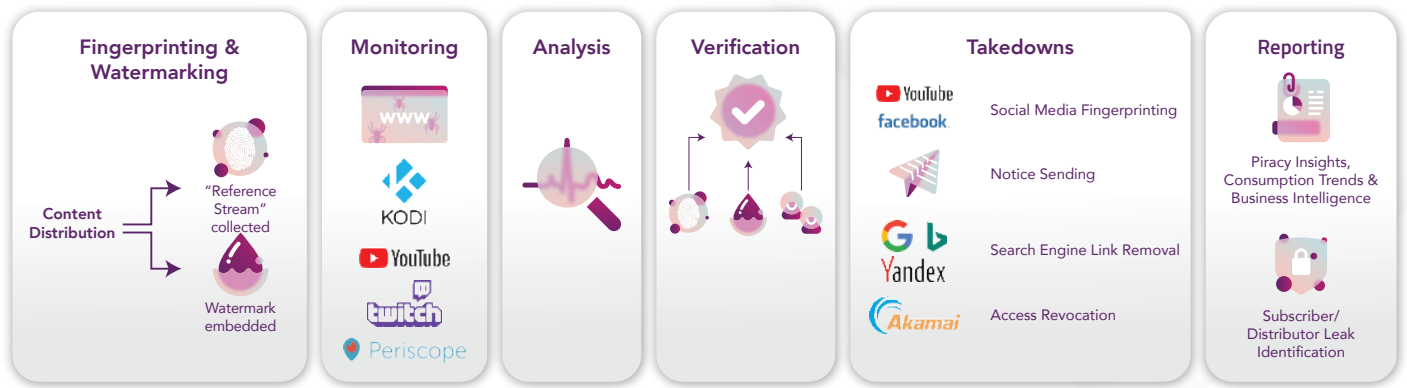 Fingerprinting &
Watermarking
Content
Distribution
“Reference
Stream“
collected
Watermark
embedded
Monitoring
www
KODI
YouTube
twitch
Periscope
Analysis
Verification
Takedowns
YouTube
facebook
Social Media Fingerprinting
Notice Sending
G b
Yandex
Search Engine Link Removal
Akamai
Access Revocation
Reporting
Piracy Insights,
Consumption Trends &
Business Intelligence
Subscriber/
Distributor Leak
Identification